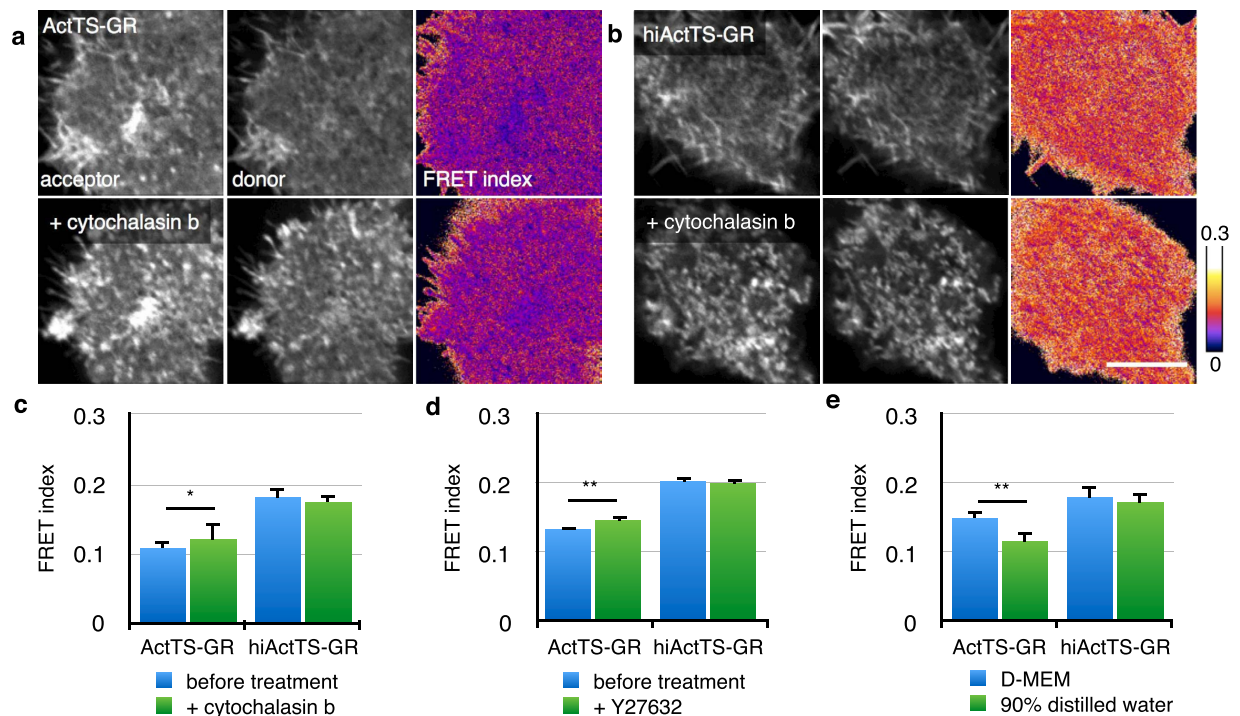 a
ActTS-GR
acceptor
donor
FRET index
+ cytochalasin b
b
hiActTS-GR
+ cytochalasin b
0.3
0
c
0.3
0.2
0.1
0
FRET index
*
ActTS-GR hiActTS-GR
before treatment
+ cytochalasin b
d
0.3
0.2
0.1
0
FRET index
**
ActTS-GR hiActTS-GR
before treatment
+ Y27632
e
0.3
0.2
0.1
0
FRET index
**
ActTS-GR hiActTS-GR
D-MEM
90% distilled water